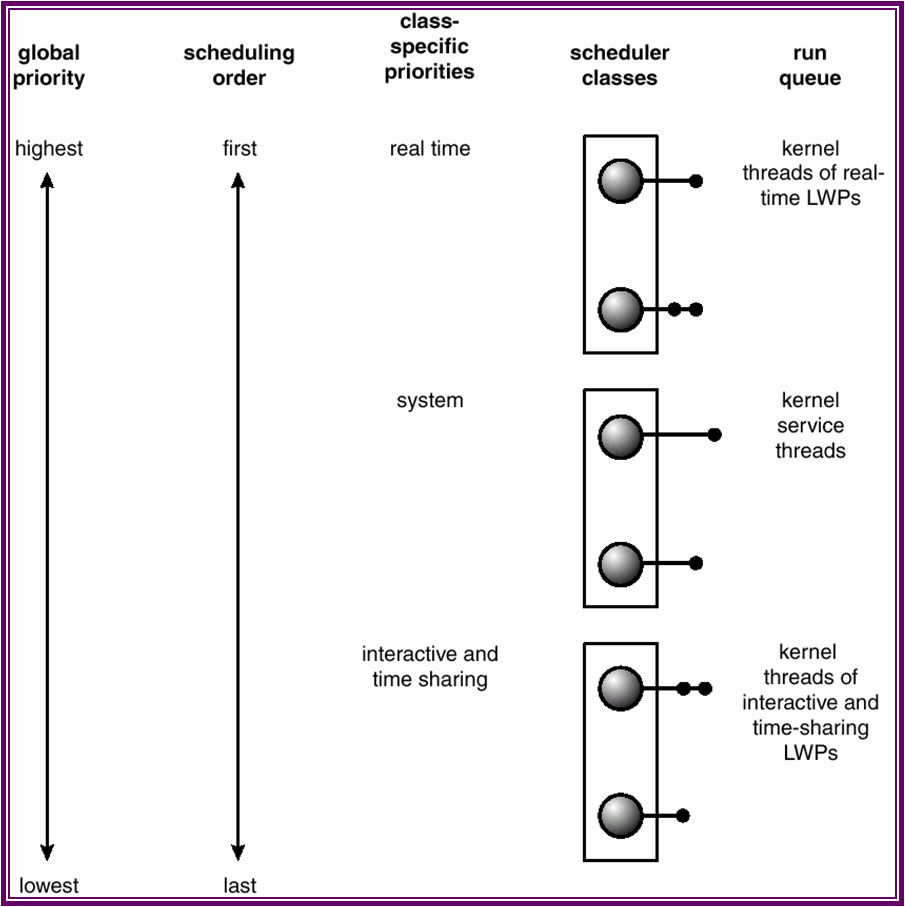 global
priority
scheduling
order
class-
specific
priorities
scheduler
classes
run
queue
highest
first
real time
kernel
threads of real-
time LWPs
system
kernel
service
threads
interactive and
time sharing
kernel
threads of
interactive and
time-sharing
LWPs
lowest
last